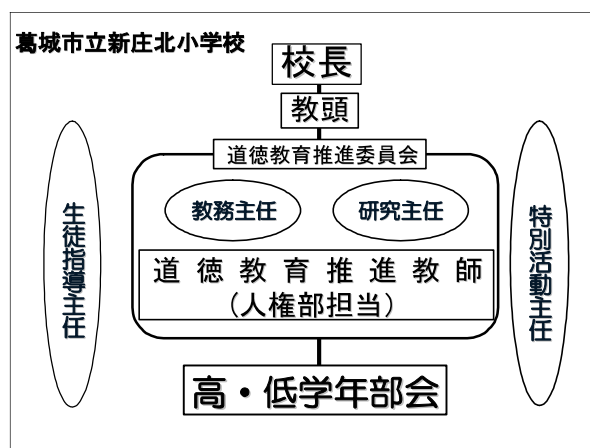 葛城市立新庄北小学校
校長
教頭
道徳教育推進委員会
教務主任
研究主任
道徳教育推進教師
(人権部担当)
生徒指導主任
特別活動主任
高・低学年部会